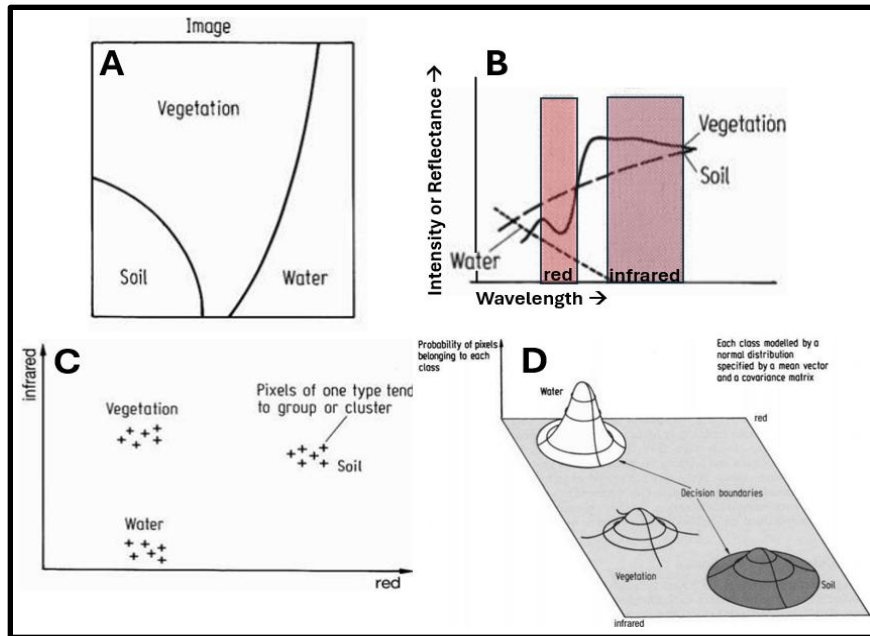 Image
A
Vegetation
Soil
Water
B
Intensity or Reflectance →
Vegetation
Soil
Water
red
infrared
Wavelength →
C
infrared
Pixels of one type tend
to group or cluster
Vegetation
Soil
Water
red
Probability of pixels
belonging to each
class
D
Each class modelled by a
normal distribution
specified by a mean vector
and a covariance matrix
Water
red
Decision boundaries
Vegetation
Soil
infrared